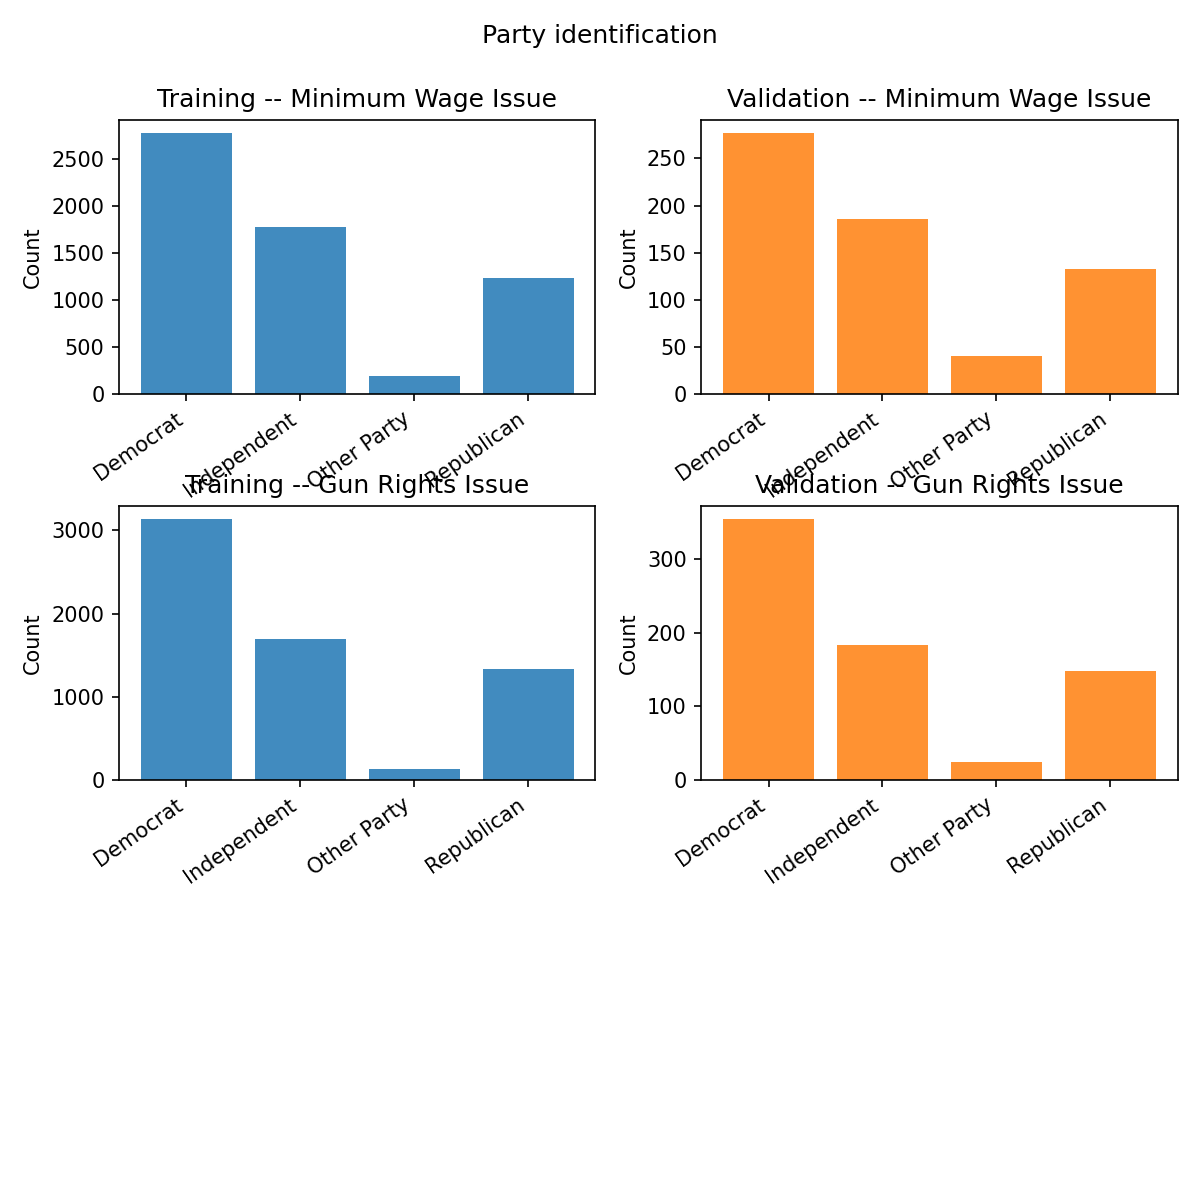 Party identification
Training -- Minimum Wage Issue
Count
2500
2000
1500
1000
500
0
Democrat
Independent
Other Party
Republican
Validation -- Minimum Wage Issue
Count
250
200
150
100
50
0
Democrat
Independent
Other Party
Republican
Training -- Gun Rights Issue
Count
3000
2000
1000
0
Democrat
Independent
Other Party
Republican
Validation -- Gun Rights Issue
Count
300
200
100
0
Democrat
Independent
Other Party
Republican